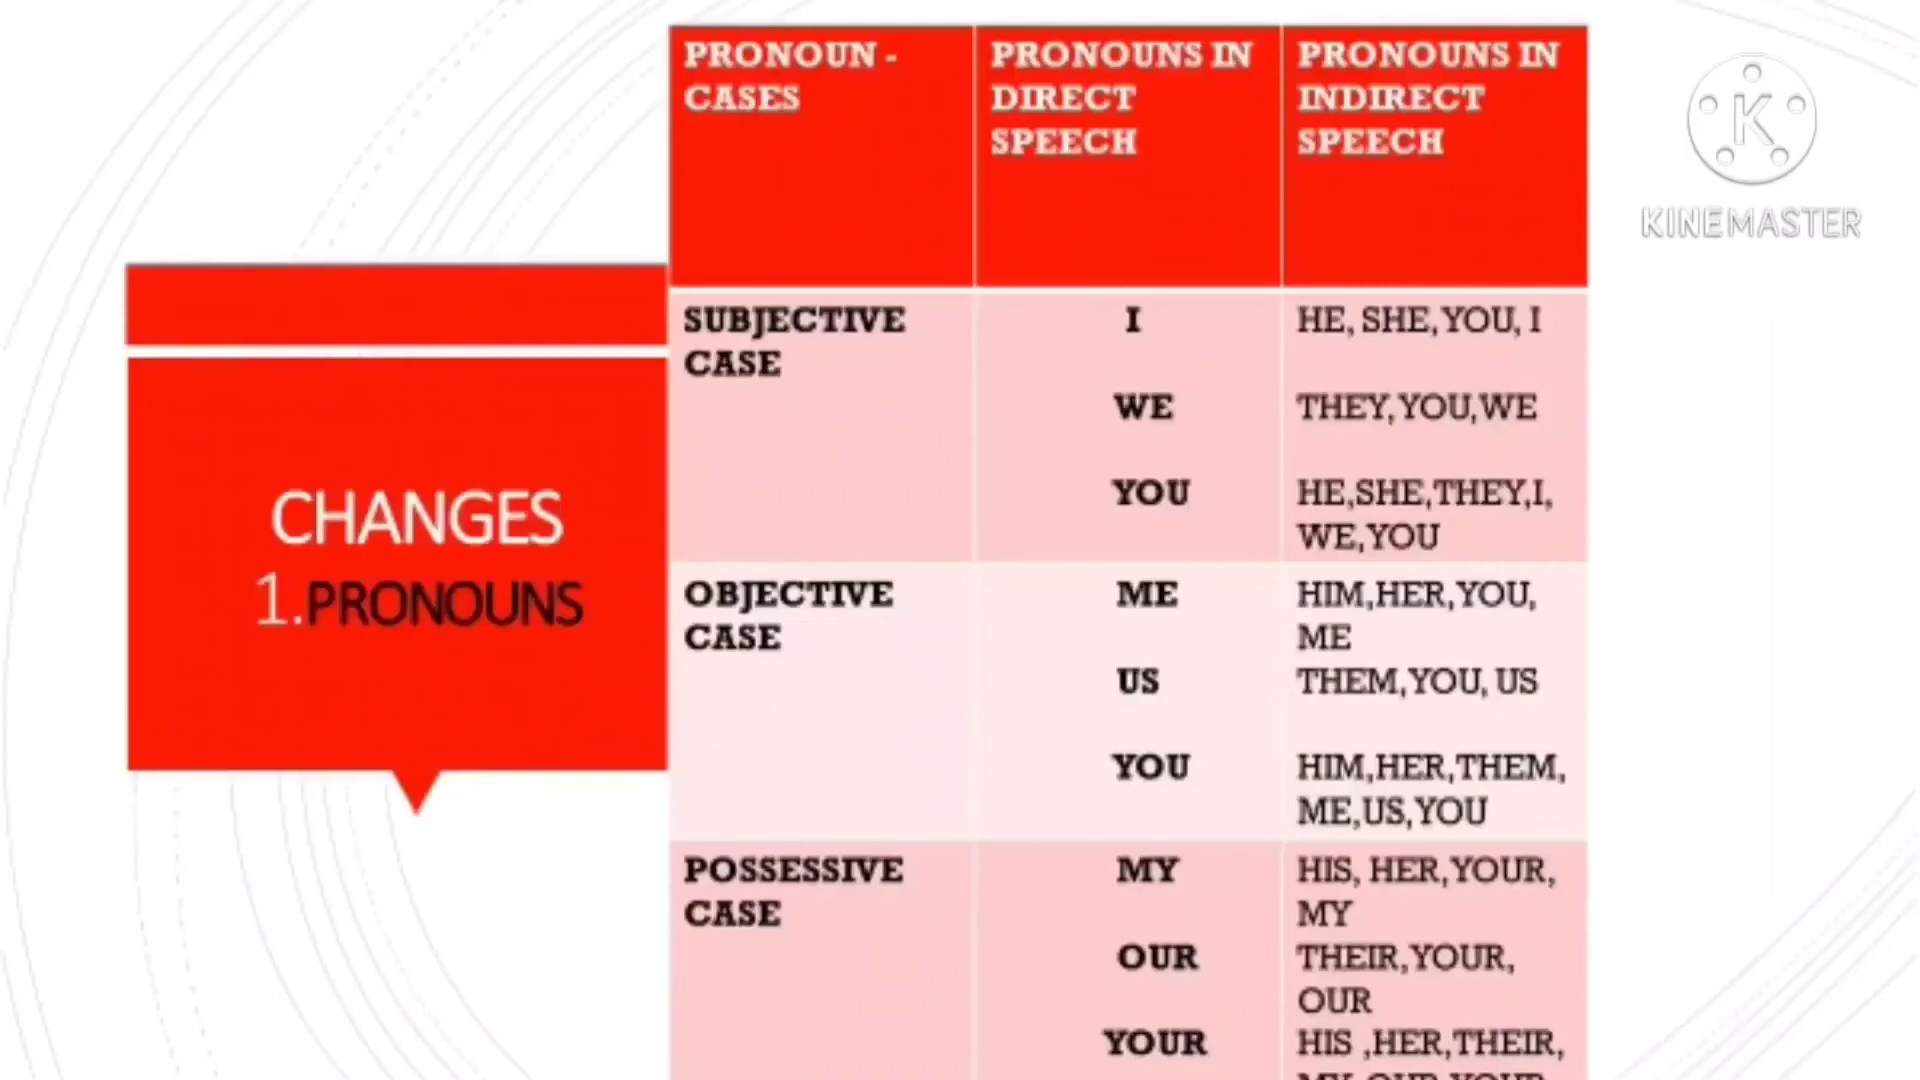 CHANGES
1.PRONOUNS
PRONOUN - CASES
PRONOUNS IN DIRECT SPEECH
PRONOUNS IN INDIRECT SPEECH
SUBJECTIVE CASE
I
HE, SHE, YOU, I
WE
THEY, YOU, WE
YOU
HE,SHE,THEY,I,
WE,YOU
OBJECTIVE CASE
ME
HIM,HER,YOU,
ME
US
THEM,YOU, US
YOU
HIM,HER,THEM,
ME,US,YOU
POSSESSIVE CASE
MY
HIS, HER,YOUR,
MY
OUR
THEIR,YOUR,
OUR
YOUR
HIS ,HER,THEIR,
MY, OUR, YOUR
K
KINEMASTER